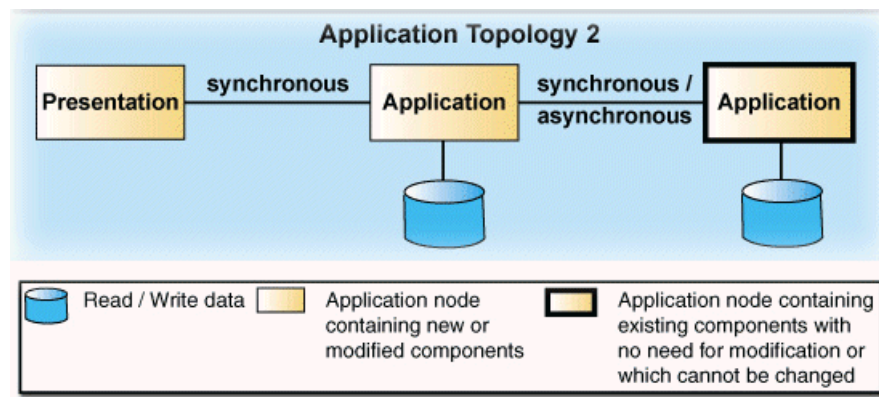 Application Topology 2
Presentation
synchronous
Application
synchronous /
asynchronous
Application
Read / Write data
Application node
containing new or
modified components
Application node containing
existing components with
no need for modification or
which cannot be changed